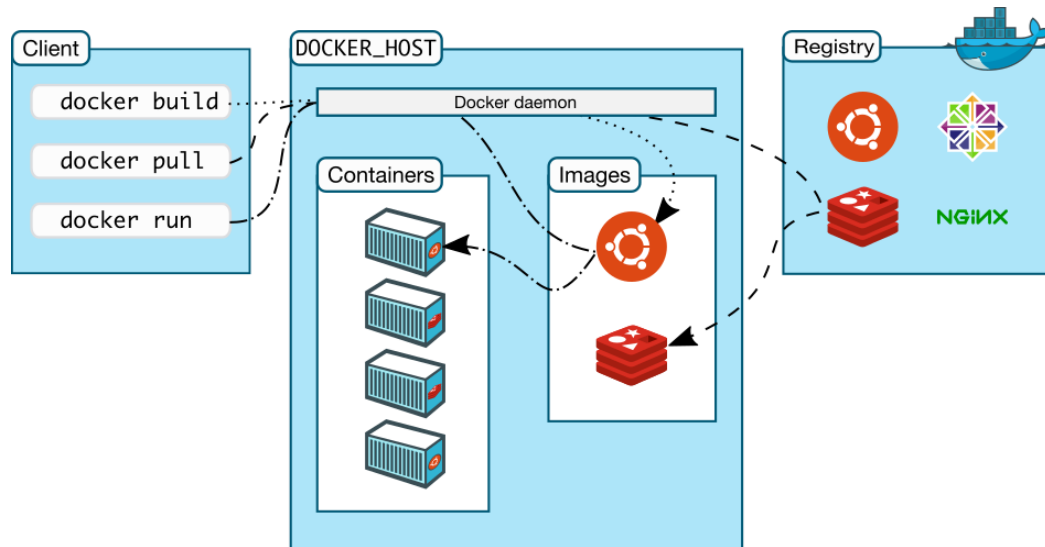 Client
docker build
docker pull
docker run
DOCKER_HOST
Docker daemon
Containers
Images
Registry
NGiNX